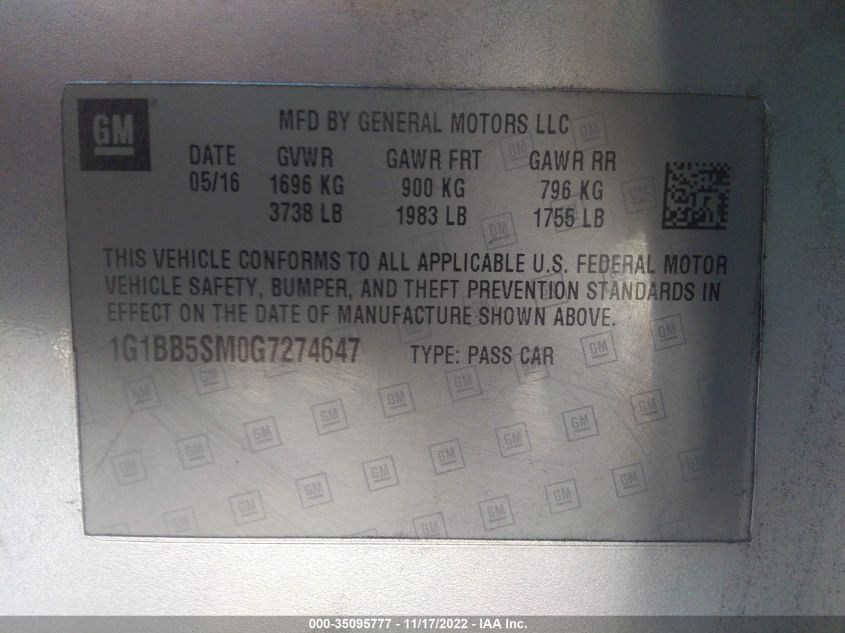 GM ®
MFD BY GENERAL MOTORS LLC
DATE GVWR GAWR FRT GAWR RR
05/16 1696 KG 900 KG 796 KG
3738 LB 1983 LB 1755 LB
THIS VEHICLE CONFORMS TO ALL APPLICABLE U.S. FEDERAL MOTOR
VEHICLE SAFETY, BUMPER, AND THEFT PREVENTION STANDARDS IN
EFFECT ON THE DATE OF MANUFACTURE SHOWN ABOVE.
1G1BB5SM0G7274647 TYPE: PASS CAR
000-35095777 - 11/17/2022 - IAA Inc.